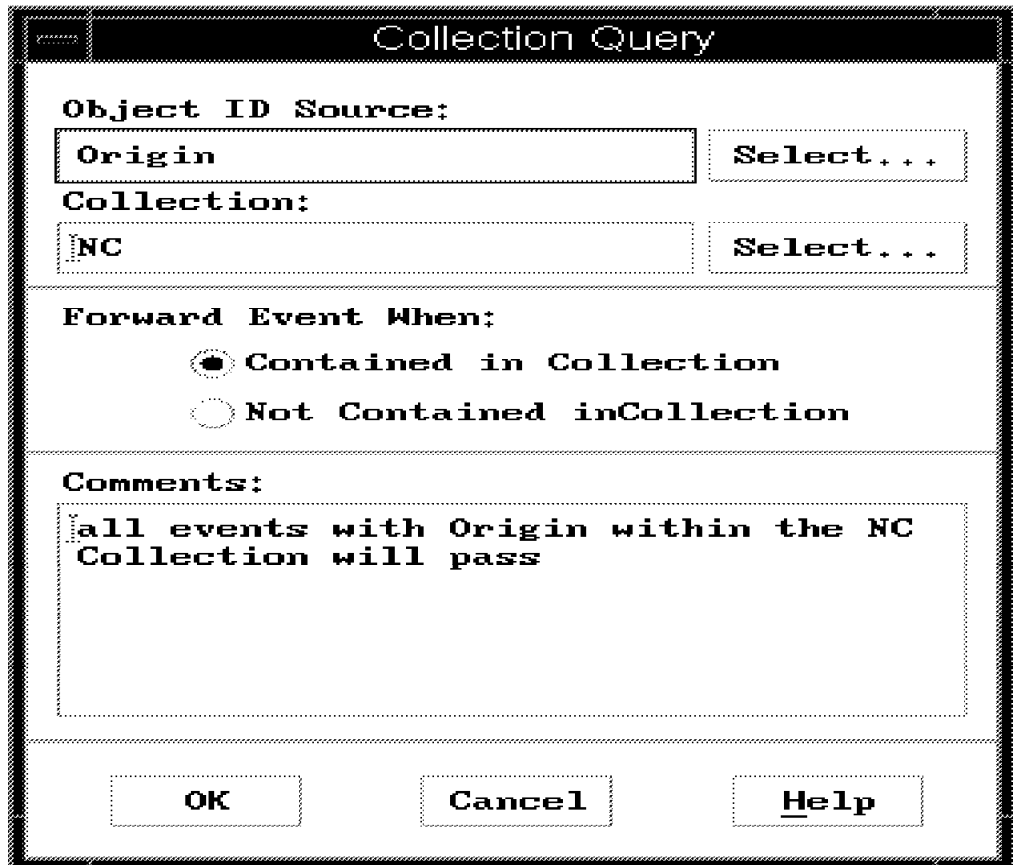 Collection Query
Object ID Source:
Origin
Select...
Collection:
NC
Select...
Forward Event When:
Contained in Collection
Not Contained inCollection
Comments:
all events with Origin within the NC
Collection will pass
OK
Cancel
Help